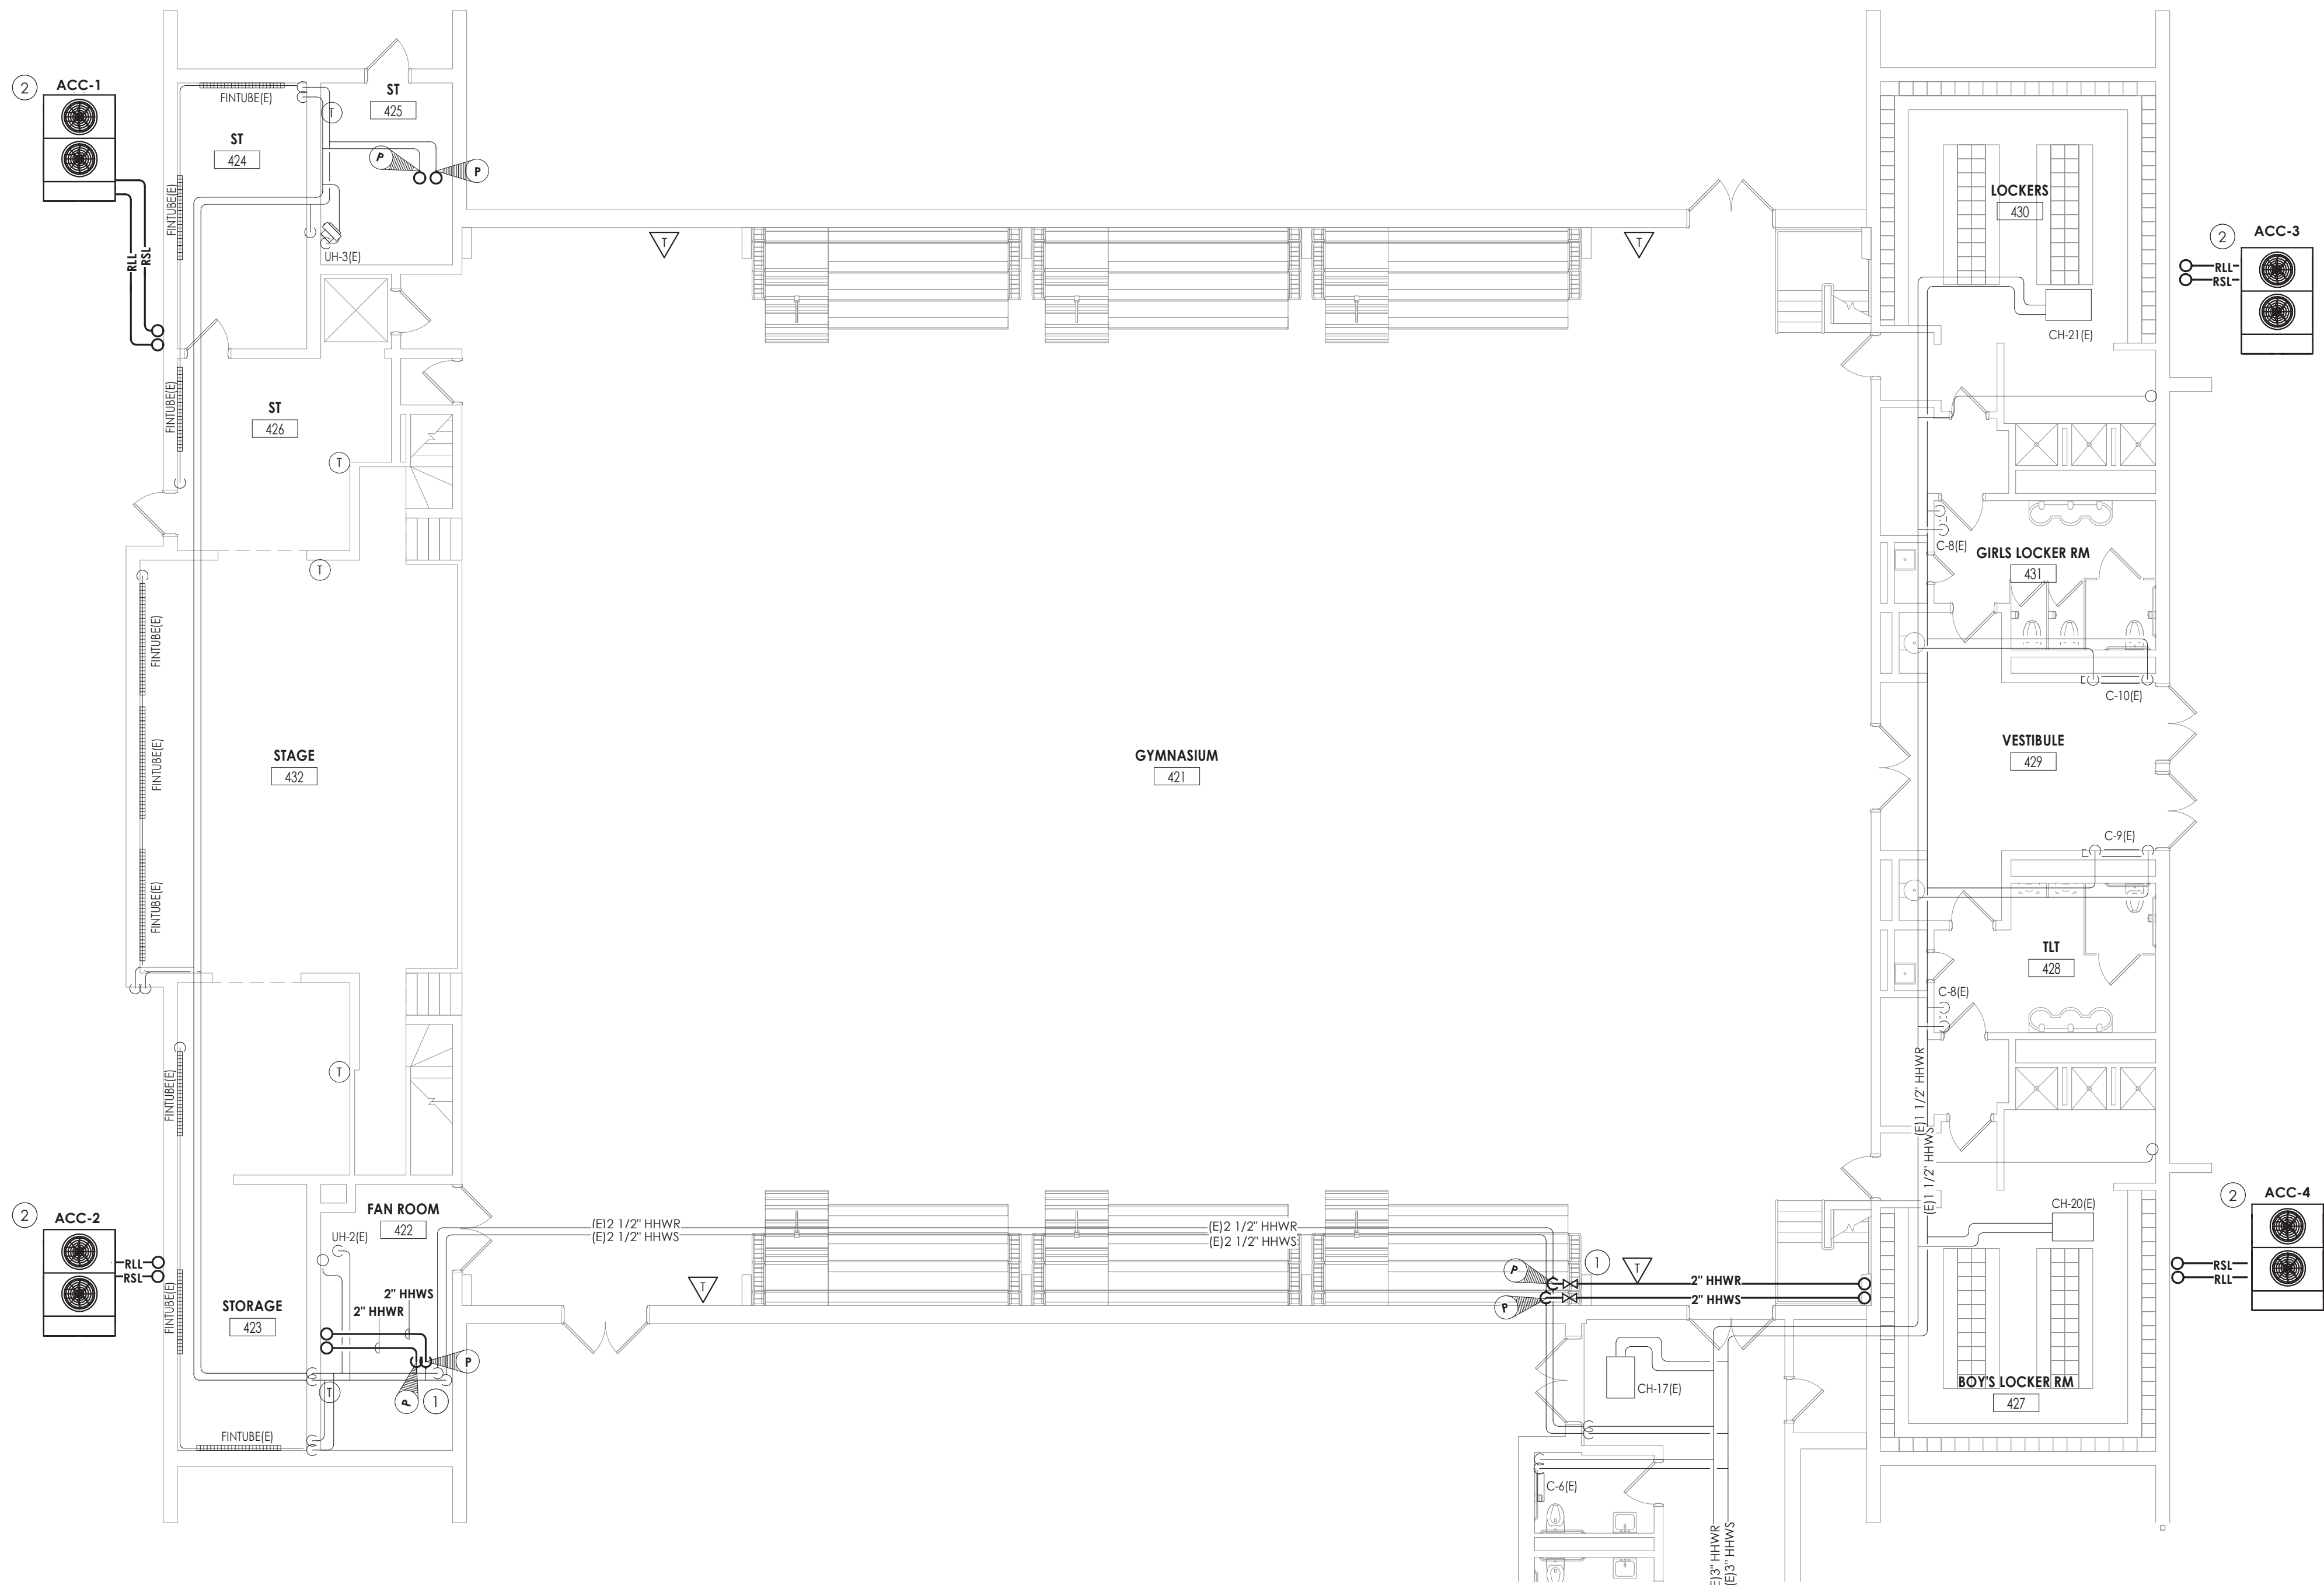 2
ACC-1
FINTUBE(E)
ST
425
T
ST
424
P
P
FINTUBE(E)
RLL
RSL
UH-3(E)
T
T
LOCKERS
430
2
ACC-3
RLL
RSL
CH-21(E)
FINTUBE(E)
ST
426
T
T
C-8(E)
GIRLS LOCKER RM
431
FINTUBE(E)
C-10(E)
STAGE
432
GYMNASIUM
421
VESTIBULE
429
FINTUBE(E)
C-9(E)
FINTUBE(E)
TLT
428
C-8(E)
T
FINTUBE(E)
(E)1 1/2" HHWR
(E)1 1/2" HHWS
2
ACC-2
RLL
RSL
FAN ROOM
422
UH-2(E)
(E)2 1/2" HHWR
(E)2 1/2" HHWS
(E)2 1/2" HHWR
(E)2 1/2" HHWS
CH-20(E)
2
ACC-4
RSL
RLL
FINTUBE(E)
STORAGE
423
2" HHWS
2" HHWR
T
P
P
1
T
2" HHWR
2" HHWS
P
P
1
T
CH-17(E)
BOY'S LOCKER RM
427
FINTUBE(E)
C-6(E)
E)3" HHWR
(E)3" HHWS